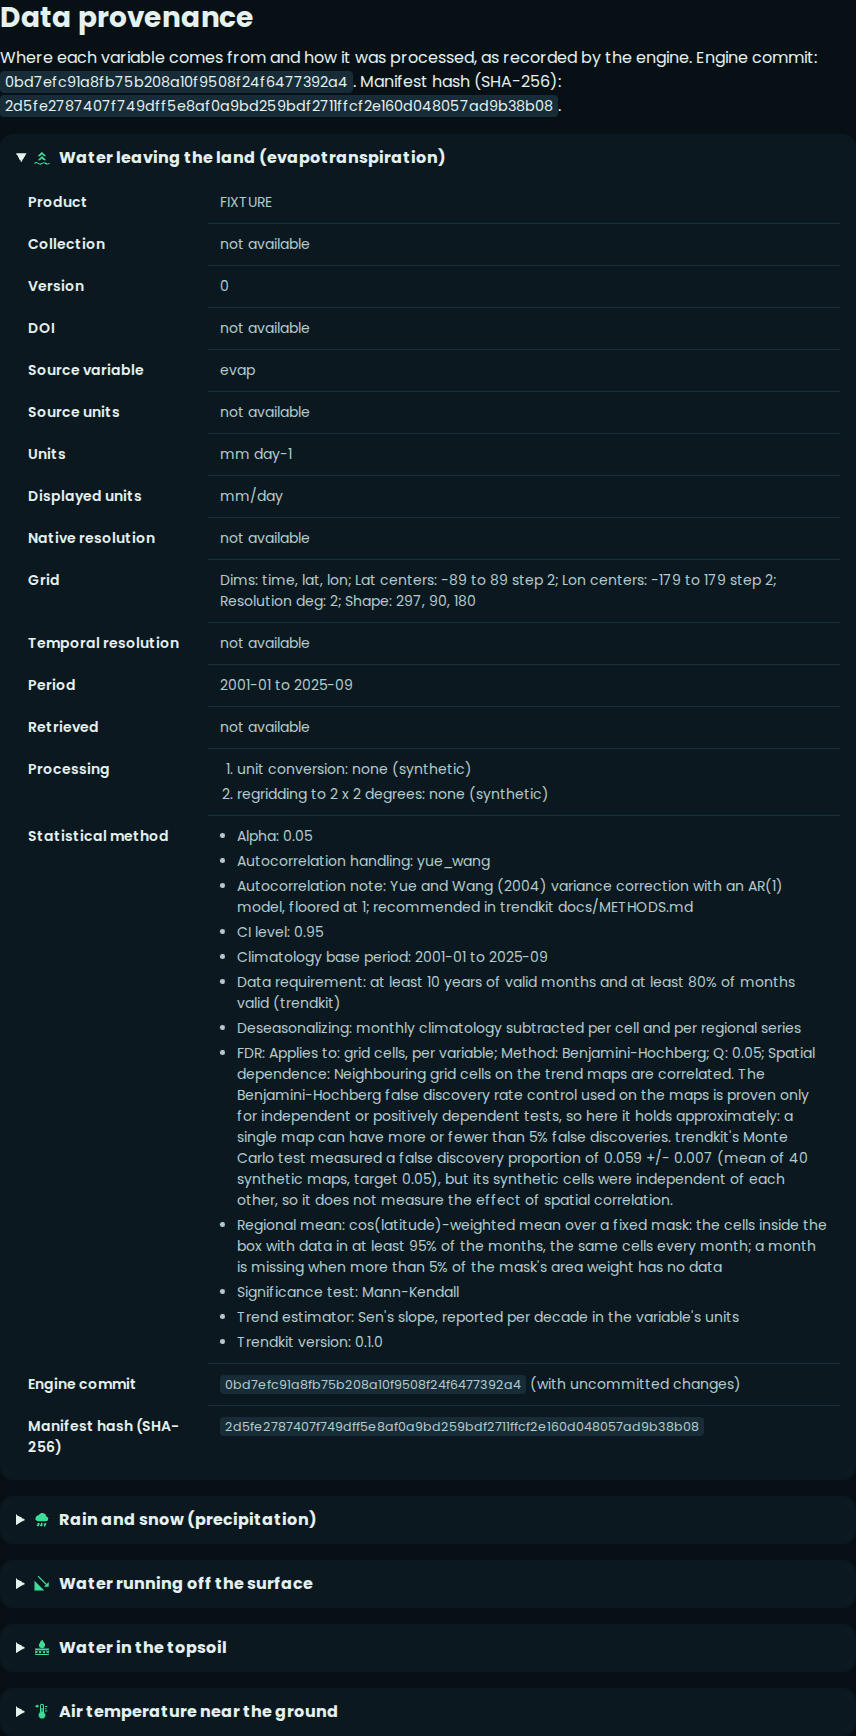 Data provenance
Where each variable comes from and how it was processed, as recorded by the engine. Engine commit:
0bd7efc91a8fb75b208a10f9508f24f6477392a4. Manifest hash (SHA-256):
2d5fe2787407f749dff5e8af0a9bd259bdf2711ffcf2e160d048057ad9b38b08.
Water leaving the land (evapotranspiration)
Product FIXTURE
Collection not available
Version 0
DOI not available
Source variable evap
Source units not available
Units mm day-1
Displayed units mm/day
Native resolution not available
Grid Dims: time, lat, lon; Lat centers: -89 to 89 step 2; Lon centers: -179 to 179 step 2;
Resolution deg: 2; Shape: 297, 90, 180
Temporal resolution not available
Period 2001-01 to 2025-09
Retrieved not available
Processing 1. unit conversion: none (synthetic)
2. regridding to 2 x 2 degrees: none (synthetic)
Statistical method • Alpha: 0.05
• Autocorrelation handling: yue_wang
• Autocorrelation note: Yue and Wang (2004) variance correction with an AR(1)
model, floored at 1; recommended in trendkit docs/METHODS.md
• CI level: 0.95
• Climatology base period: 2001-01 to 2025-09
• Data requirement: at least 10 years of valid months and at least 80% of months
valid (trendkit)
• Deseasonalizing: monthly climatology subtracted per cell and per regional series
• FDR: Applies to: grid cells, per variable; Method: Benjamini-Hochberg; Q: 0.05; Spatial
dependence: Neighbouring grid cells on the trend maps are correlated. The
Benjamini-Hochberg false discovery rate control used on the maps is proven only
for independent or positively dependent tests, so here it holds approximately: a
single map can have more or fewer than 5% false discoveries. trendkit's Monte
Carlo test measured a false discovery proportion of 0.059 +/- 0.007 (mean of 40
synthetic maps, target 0.05), but its synthetic cells were independent of each
other, so it does not measure the effect of spatial correlation.
• Regional mean: cos(latitude)-weighted mean over a fixed mask: the cells inside the
box with data in at least 95% of the months, the same cells every month; a month
is missing when more than 5% of the mask's area weight has no data
• Significance test: Mann-Kendall
• Trend estimator: Sen's slope, reported per decade in the variable's units
• Trendkit version: 0.1.0
Engine commit 0bd7efc91a8fb75b208a10f9508f24f6477392a4 (with uncommitted changes)
Manifest hash (SHA- 2d5fe2787407f749dff5e8af0a9bd259bdf2711ffcf2e160d048057ad9b38b08
256)
Rain and snow (precipitation)
Water running off the surface
Water in the topsoil
Air temperature near the ground